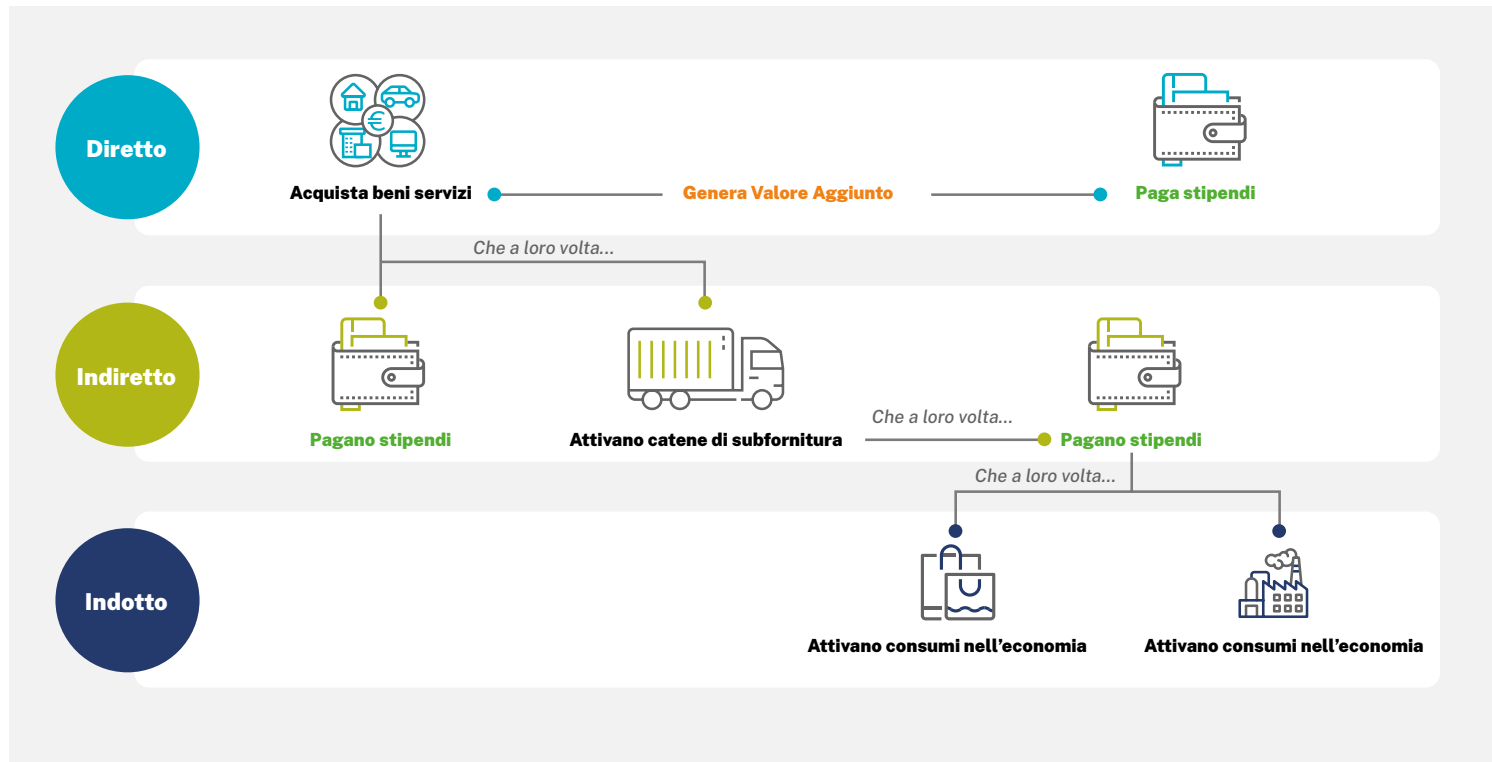 Diretto
Acquista beni servizi
Genera Valore Aggiunto
Paga stipendi
Che a loro volta...
Indiretto
Pagano stipendi
Attivano catene di subfornitura
Che a loro volta...
Pagano stipendi
Che a loro volta...
Indotto
Attivano consumi nell'economia
Attivano consumi nell'economia